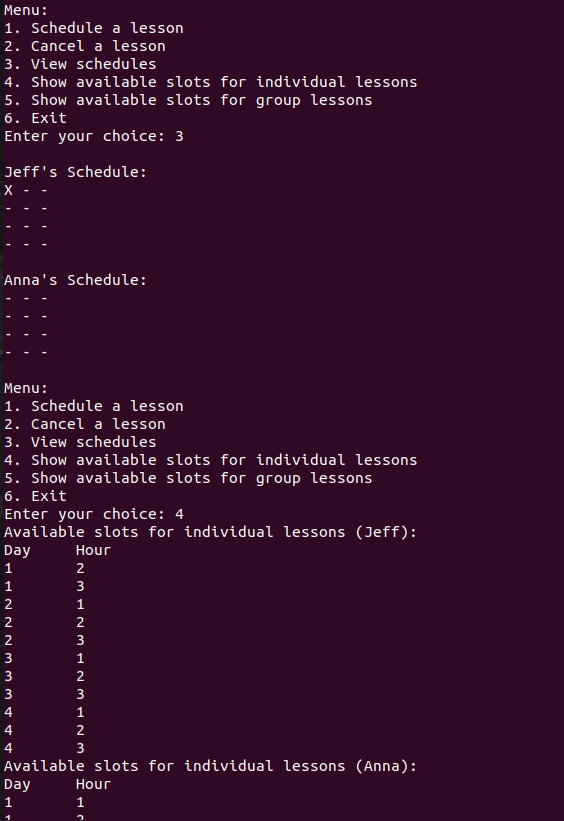 Menu:
1. Schedule a lesson
2. Cancel a lesson
3. View schedules
4. Show available slots for individual lessons
5. Show available slots for group lessons
6. Exit
Enter your choice: 3
Jeff's Schedule:
X - -
- - -
- - -
- - -
Anna's Schedule:
- - -
- - -
- - -
- - -
Menu:
1. Schedule a lesson
2. Cancel a lesson
3. View schedules
4. Show available slots for individual lessons
5. Show available slots for group lessons
6. Exit
Enter your choice: 4
Available slots for individual lessons (Jeff):
Day     Hour
1       2
1       3
2       1
2       2
2       3
3       1
3       2
3       3
4       1
4       2
4       3
Available slots for individual lessons (Anna):
Day     Hour
1       1
1       2